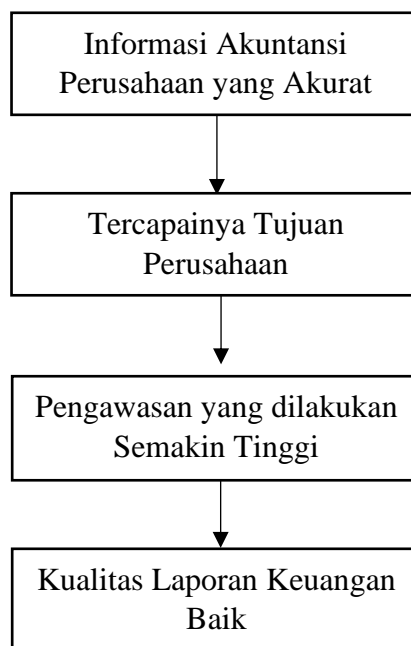 Informasi Akuntansi
Perusahaan yang Akurat
Tercapainya Tujuan
Perusahaan
Pengawasan yang dilakukan
Semakin Tinggi
Kualitas Laporan Keuangan
Baik